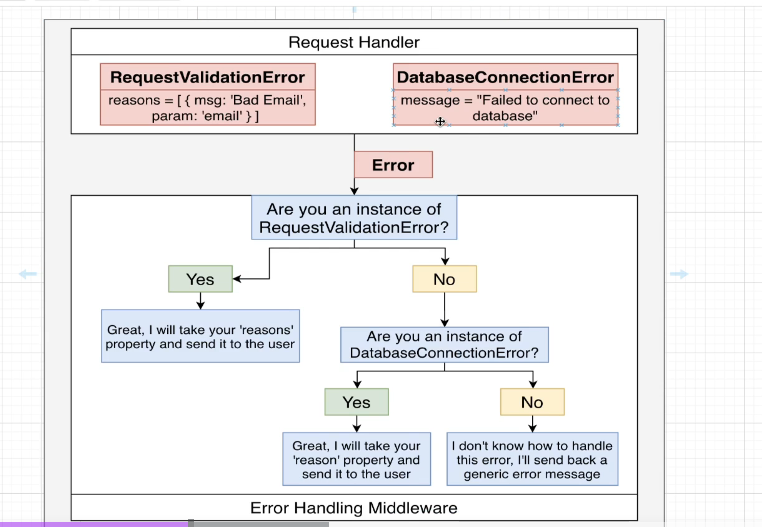 Request Handler
RequestValidationError
reasons = [ { msg: 'Bad Email',
param: 'email' } ]
DatabaseConnectionError
message = "Failed to connect to
database"
Error
Are you an instance of
RequestValidationError?
Yes
No
Great, I will take your 'reasons'
property and send it to the user
Are you an instance of
DatabaseConnectionError?
Yes
No
Great, I will take your
'reason' property and
send it to the user
I don't know how to handle
this error, I'll send back a
generic error message
Error Handling Middleware